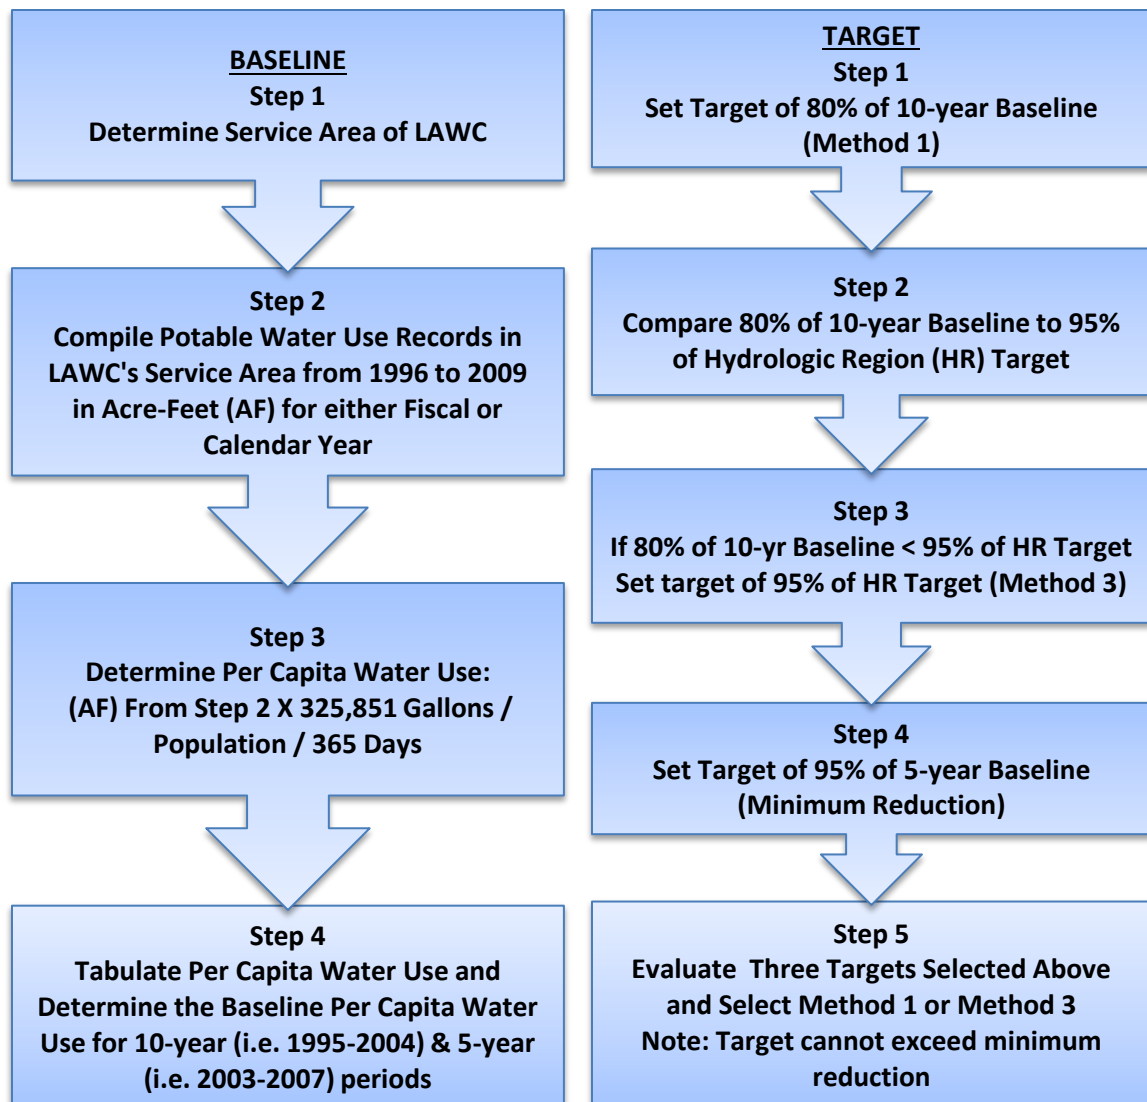 BASELINE
Step 1
Determine Service Area of LAWC
Step 2
Compile Potable Water Use Records in
LAWC's Service Area from 1996 to 2009
in Acre-Feet (AF) for either Fiscal or
Calendar Year
Step 3
Determine Per Capita Water Use:
(AF) From Step 2 X 325,851 Gallons /
Population / 365 Days
Step 4
Tabulate Per Capita Water Use and
Determine the Baseline Per Capita Water
Use for 10-year (i.e. 1995-2004) & 5-year
(i.e. 2003-2007) periods
TARGET
Step 1
Set Target of 80% of 10-year Baseline
(Method 1)
Step 2
Compare 80% of 10-year Baseline to 95%
of Hydrologic Region (HR) Target
Step 3
If 80% of 10-yr Baseline < 95% of HR Target
Set target of 95% of HR Target (Method 3)
Step 4
Set Target of 95% of 5-year Baseline
(Minimum Reduction)
Step 5
Evaluate  Three Targets Selected Above
and Select Method 1 or Method 3
Note: Target cannot exceed minimum
reduction